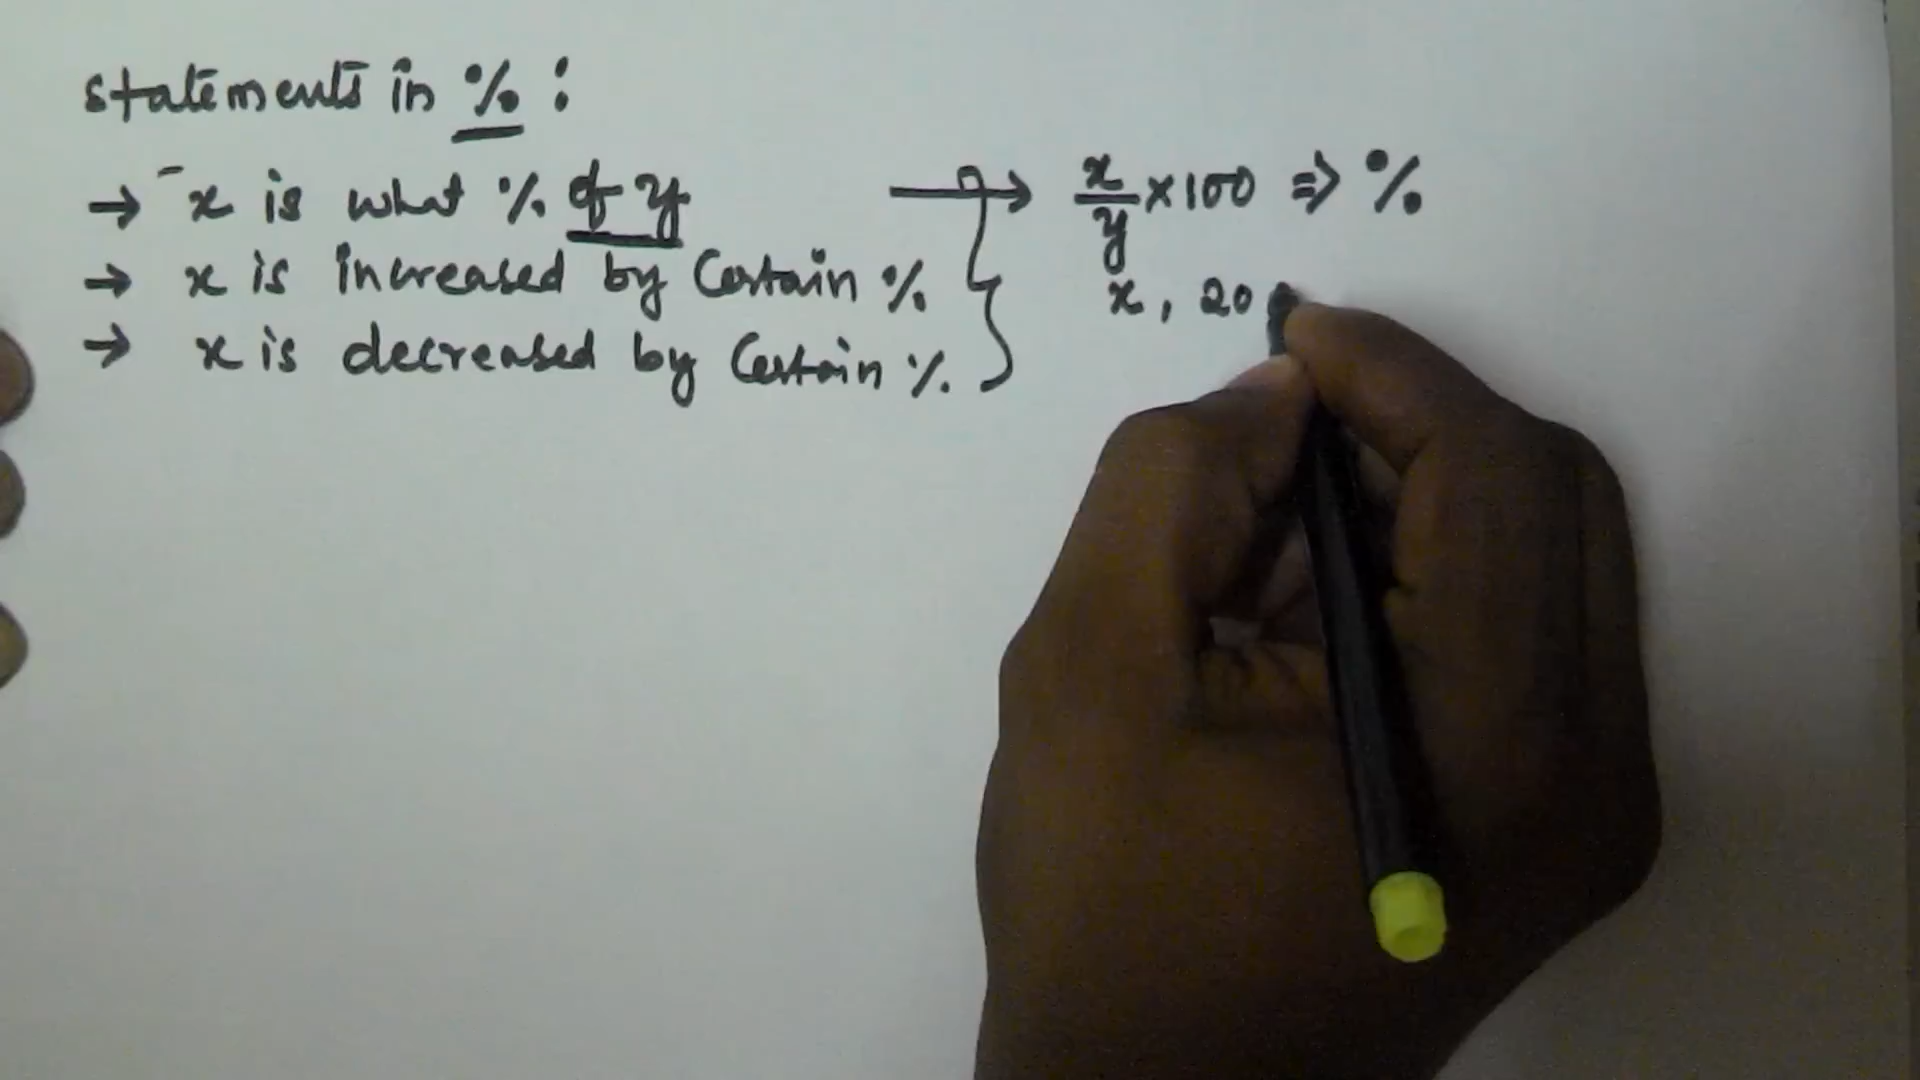 statements in % :
→ x is what % of y → x/y × 100 ⇒ %
→ x is increased by Certain % x, 20
→ x is decreased by Certain %